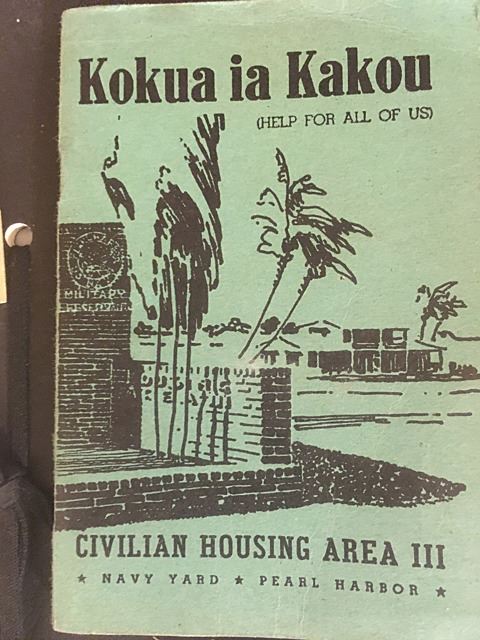 Kokua ia Kakou
(HELP FOR ALL OF US)
MILITARY
RESERVATION
CIVILIAN HOUSING AREA III
★ NAVY YARD ★ PEARL HARBOR ★